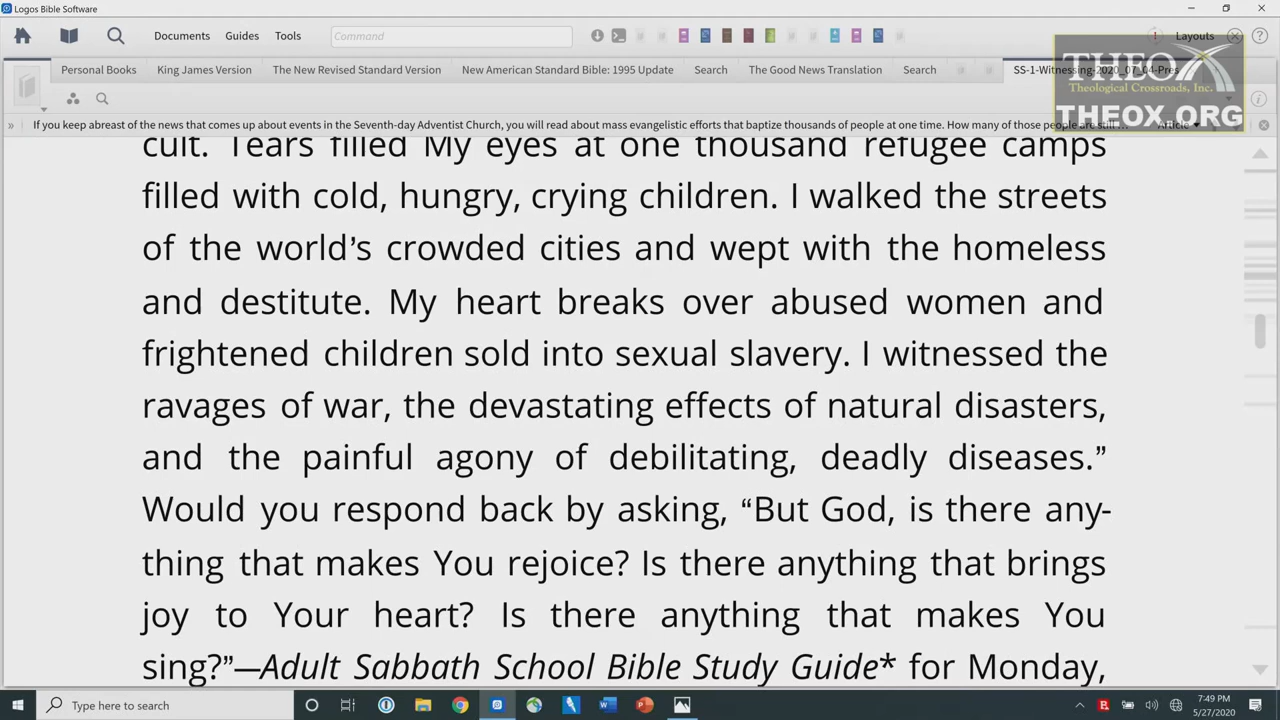 Logos Bible Software
Documents Guides Tools Command Layouts
Personal Books King James Version The New Revised New American Standard Bible: 1995 Update Search The Good News Translation Search SS-1-Witnessing-2020_07_04-Pres
THEOX
Theological Crossroads, Inc.
THEOX.ORG
» If you keep abreast of the news that comes up about events in the Seventh-day Adventist Church, you will read about mass evangelistic efforts that baptize thousands of people at one time. How many of those people are still ... Article
cult. Tears filled My eyes at one thousand refugee camps
filled with cold, hungry, crying children. I walked the streets
of the world's crowded cities and wept with the homeless
and destitute. My heart breaks over abused women and
frightened children sold into sexual slavery. I witnessed the
ravages of war, the devastating effects of natural disasters,
and the painful agony of debilitating, deadly diseases.”
Would you respond back by asking, “But God, is there any-
thing that makes You rejoice? Is there anything that brings
joy to Your heart? Is there anything that makes You
sing?”—Adult Sabbath School Bible Study Guide* for Monday,
Type here to search
7:49 PM
5/27/2020